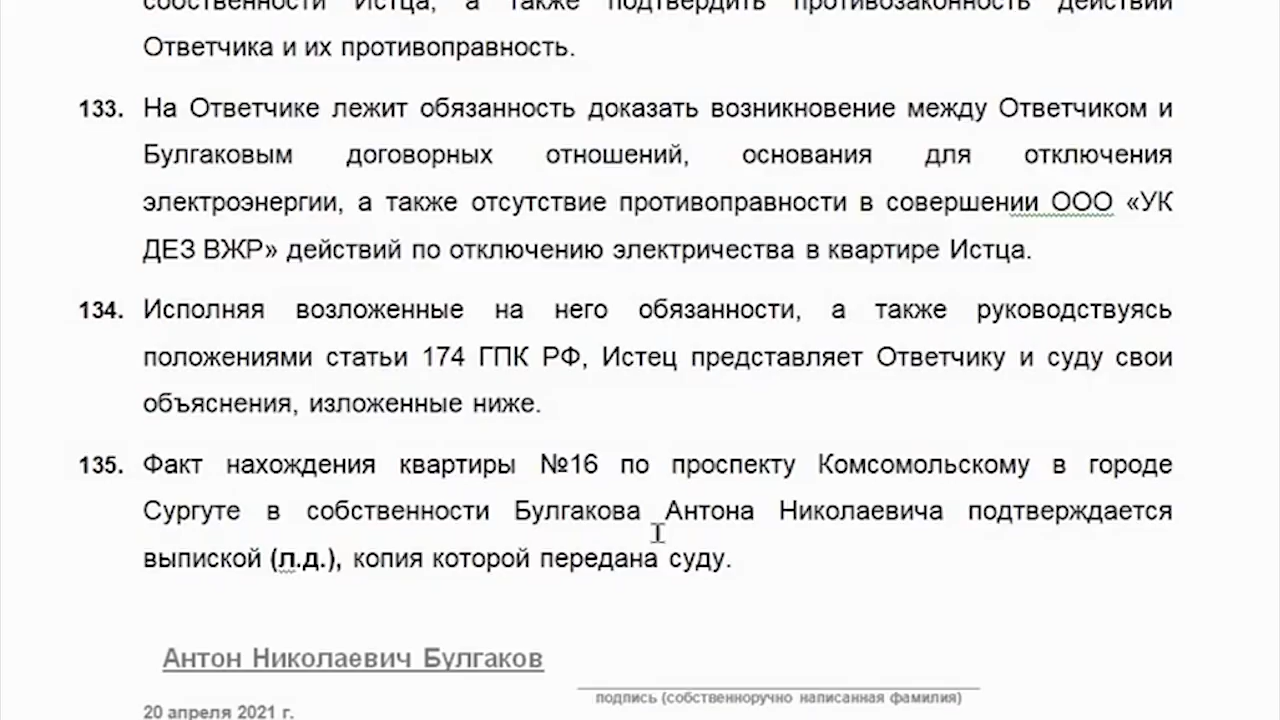 собственности Истца, а также подтвердить противозаконность действий
Ответчика и их противоправность.
133. На Ответчике лежит обязанность доказать возникновение между Ответчиком и
Булгаковым договорных отношений, основания для отключения
электроэнергии, а также отсутствие противоправности в совершении ООО «УК
ДЕЗ ВЖР» действий по отключению электричества в квартире Истца.
134. Исполняя возложенные на него обязанности, а также руководствуясь
положениями статьи 174 ГПК РФ, Истец представляет Ответчику и суду свои
объяснения, изложенные ниже.
135. Факт нахождения квартиры №16 по проспекту Комсомольскому в городе
Сургуте в собственности Булгакова Антона Николаевича подтверждается
выпиской (л.д.), копия которой передана суду.
Антон Николаевич Булгаков
подпись (собственноручно написанная фамилия)
20 апреля 2021 г.